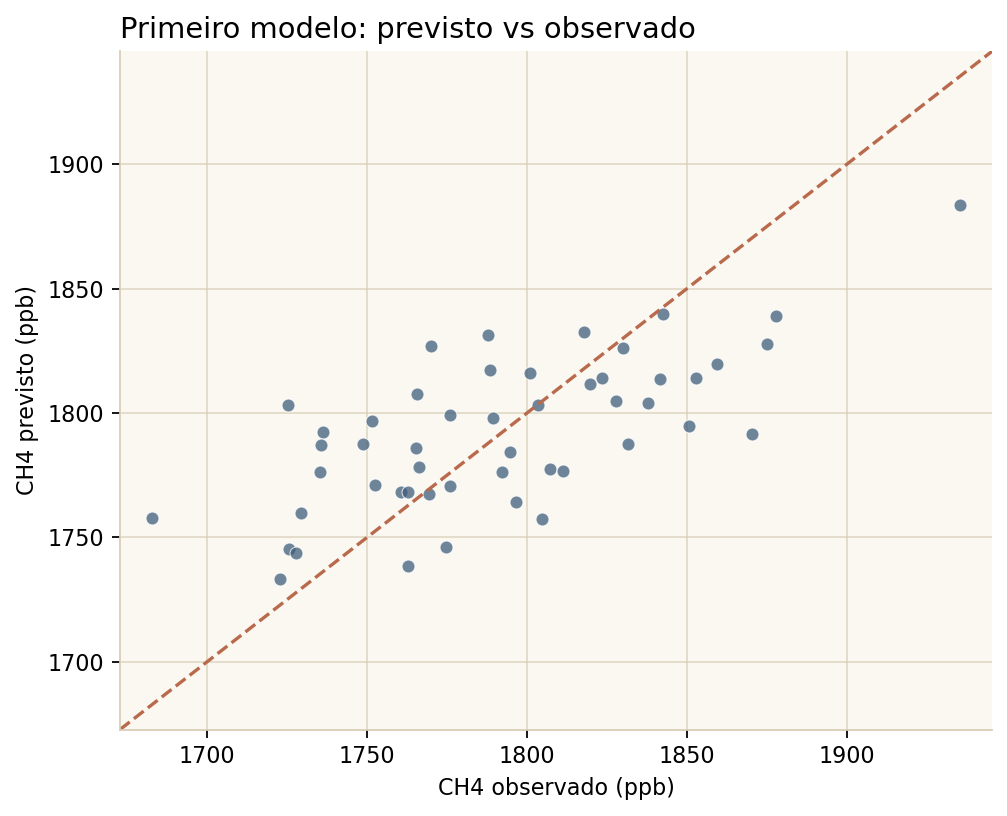 Primeiro modelo: previsto vs observado
CH4 previsto (ppb)
1900
1850
1800
1750
1700
1700 1750 1800 1850 1900
CH4 observado (ppb)